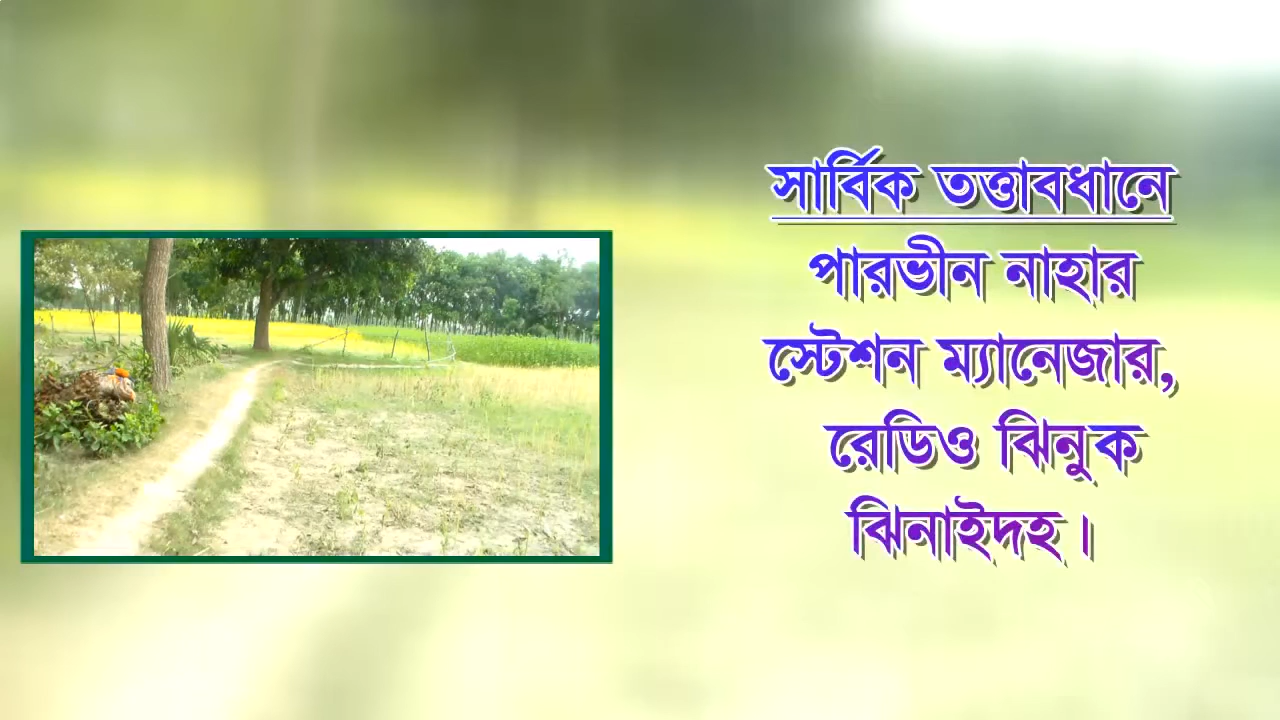 সার্বিক তত্তাবধানে
পারভীন নাহার
স্টেশন ম্যানেজার,
রেডিও ঝিনুক
ঝিনাইদহ।